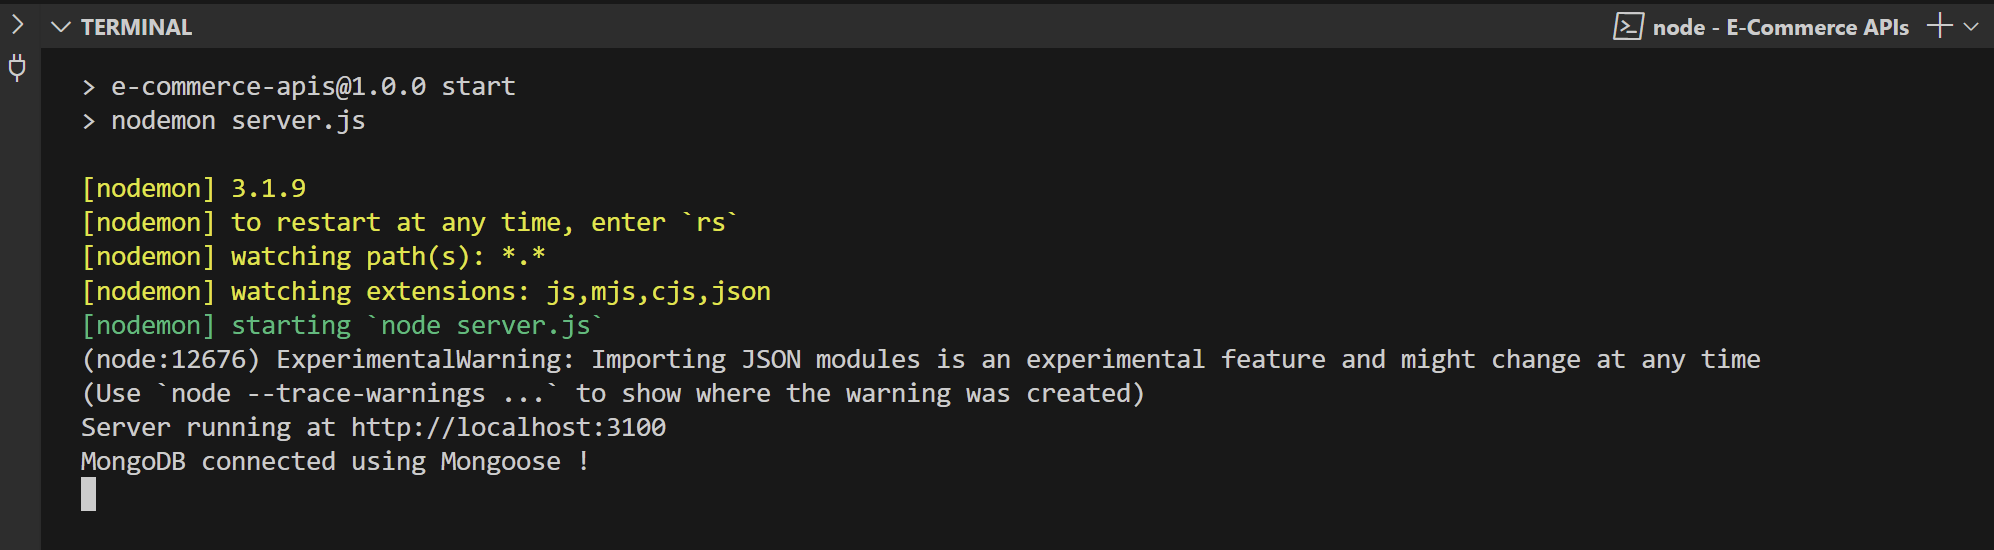 TERMINAL
node - E-Commerce APIs
> e-commerce-apis@1.0.0 start
> nodemon server.js
[nodemon] 3.1.9
[nodemon] to restart at any time, enter `rs`
[nodemon] watching path(s): *.*
[nodemon] watching extensions: js,mjs,cjs,json
[nodemon] starting `node server.js`
(node:12676) ExperimentalWarning: Importing JSON modules is an experimental feature and might change at any time
(Use `node --trace-warnings ...` to show where the warning was created)
Server running at http://localhost:3100
MongoDB connected using Mongoose !